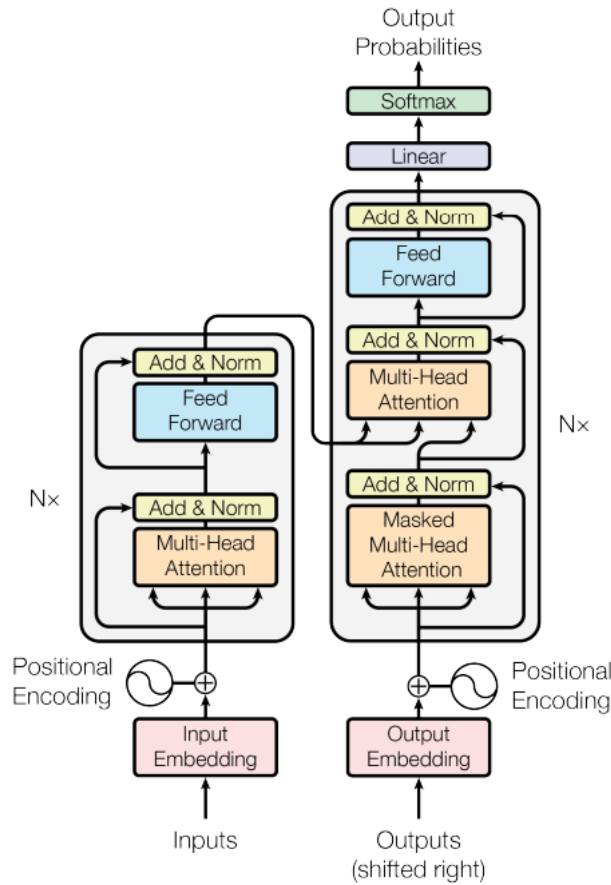 Output
Probabilities
Softmax
Linear
Add & Norm
Feed
Forward
Add & Norm
Multi-Head
Attention
Add & Norm
Masked
Multi-Head
Attention
Nx
Positional
Encoding
Output
Embedding
Outputs
(shifted right)
Add & Norm
Feed
Forward
Add & Norm
Multi-Head
Attention
Nx
Positional
Encoding
Input
Embedding
Inputs